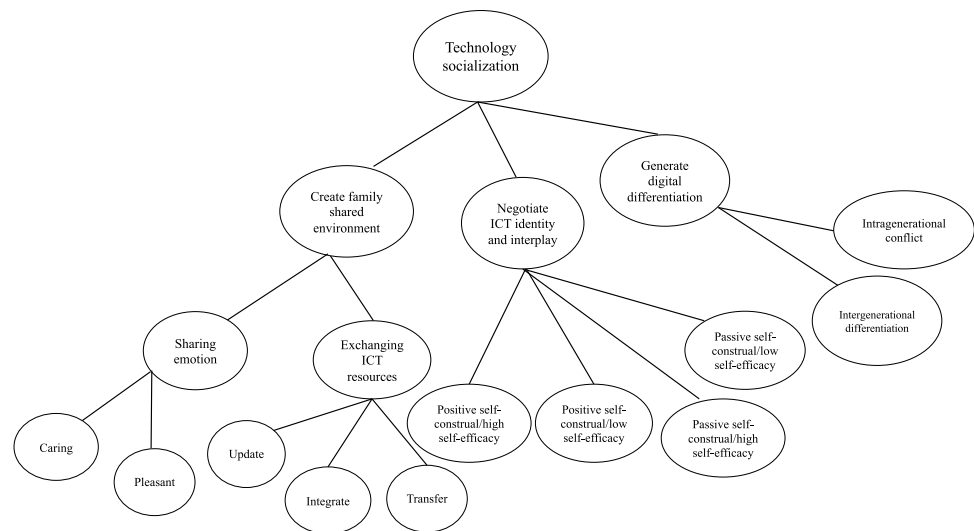 Technology
socialization
Create family
shared
environment
Negotiate
ICT identity
and interplay
Generate
digital
differentiation
Intragenerational
conflict
Intergenerational
differentiation
Sharing
emotion
Exchanging
ICT
resources
Passive self-
construal/low
self-efficacy
Positive self-
construal/high
self-efficacy
Positive self-
construal/low
self-efficacy
Passive self-
construal/high
self-efficacy
Caring
Pleasant
Update
Integrate
Transfer